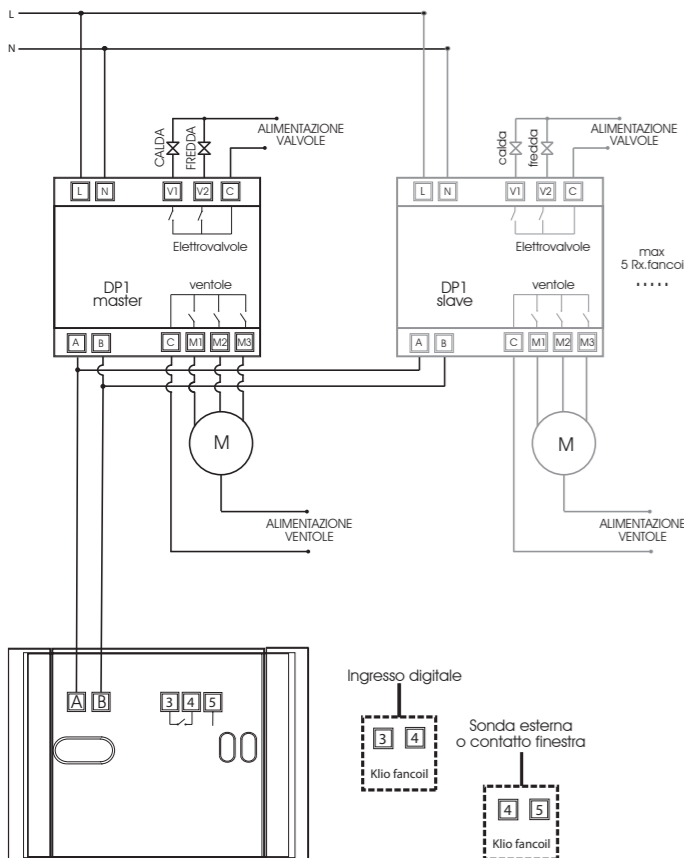 L
N
CALDA
FREDDA
ALIMENTAZIONE
VALVOLE
calda
fredda
ALIMENTAZIONE
VALVOLE
L N V1 V2 C
L N V1 V2 C
Elettrovalvole
Elettrovalvole
DP1
master
ventole
DP1
slave
ventole
max
5 Rx.fancoi
.....
A B C M1 M2 M3
A B C M1 M2 M3
M
M
ALIMENTAZIONE
VENTOLE
ALIMENTAZIONE
VENTOLE
A B 3 4 5
Ingresso digitale
3 4
Klio fancoil
Sonda esterna
o contatto finestra
4 5
Klio fancoil